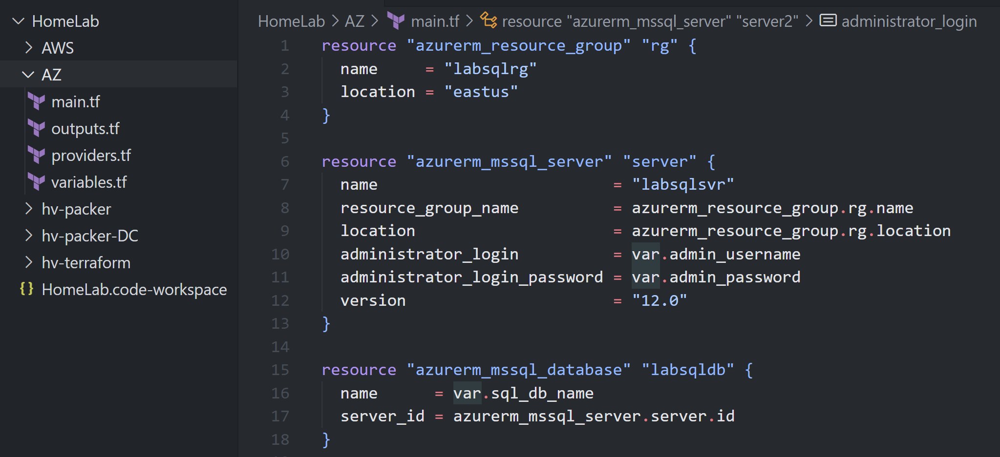 HomeLab
AWS
AZ
main.tf
outputs.tf
providers.tf
variables.tf
hv-packer
hv-packer-DC
hv-terraform
{} HomeLab.code-workspace
HomeLab > AZ > main.tf > resource "azurerm_mssql_server" "server2" > administrator_login
1 resource "azurerm_resource_group" "rg" {
2   name     = "labsqlrg"
3   location = "eastus"
4 }
5
6 resource "azurerm_mssql_server" "server" {
7   name                         = "labsqlsvr"
8   resource_group_name          = azurerm_resource_group.rg.name
9   location                     = azurerm_resource_group.rg.location
10   administrator_login          = var.admin_username
11   administrator_login_password = var.admin_password
12   version                      = "12.0"
13 }
14
15 resource "azurerm_mssql_database" "labsqldb" {
16   name      = var.sql_db_name
17   server_id = azurerm_mssql_server.server.id
18 }